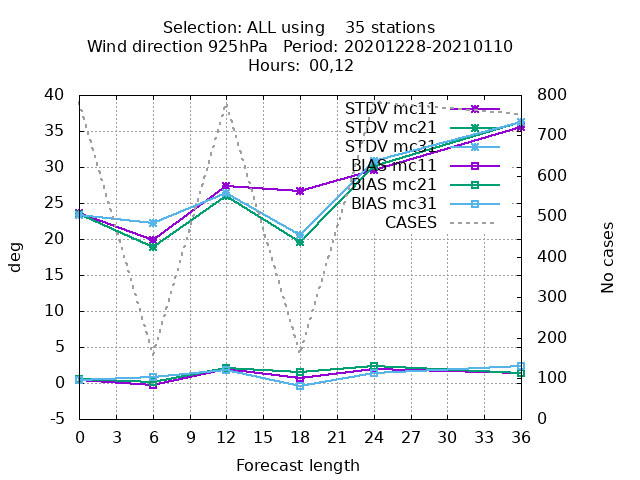 Selection: ALL using    35 stations
Wind direction 925hPa   Period: 20201228-20210110
Hours: 00,12
STDV mc11
STDV mc21
STDV mc31
BIAS mc11
BIAS mc21
BIAS mc31
CASES
40
35
30
25
20
15
10
5
0
-5
deg
800
700
600
500
400
300
200
100
0
No cases
0 3 6 9 12 15 18 21 24 27 30 33 36
Forecast length